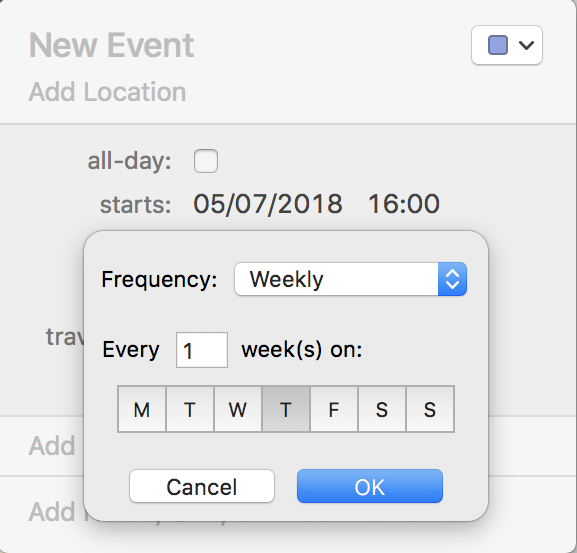 New Event
Add Location
all-day:
starts: 05/07/2018 16:00
Frequency: Weekly
trav
Every 1 week(s) on:
M T W T F S S
Add
Cancel OK
Add